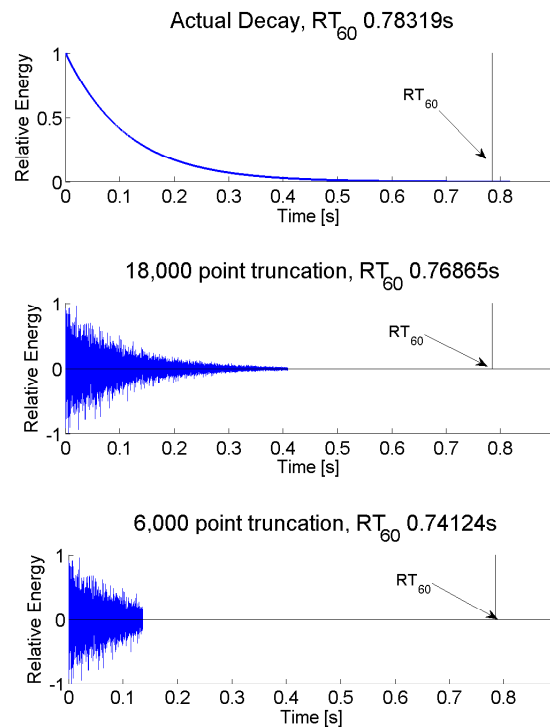 Actual Decay, RT60 0.78319s
1
0.5
0
Relative Energy
RT60
0 0.1 0.2 0.3 0.4 0.5 0.6 0.7 0.8
Time [s]
18,000 point truncation, RT60 0.76865s
1
0
-1
Relative Energy
RT60
0 0.1 0.2 0.3 0.4 0.5 0.6 0.7 0.8
Time [s]
6,000 point truncation, RT60 0.74124s
1
0
-1
Relative Energy
RT60
0 0.1 0.2 0.3 0.4 0.5 0.6 0.7 0.8
Time [s]